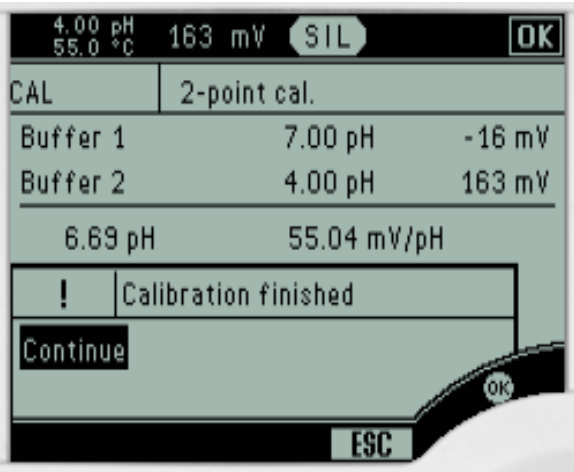 4.00 pH 163 mV SIL OK
55.0 °C
CAL 2-point cal.
Buffer 1 7.00 pH -16 mV
Buffer 2 4.00 pH 163 mV
6.69 pH 55.04 mV/pH
! Calibration finished
Continue
OK
ESC